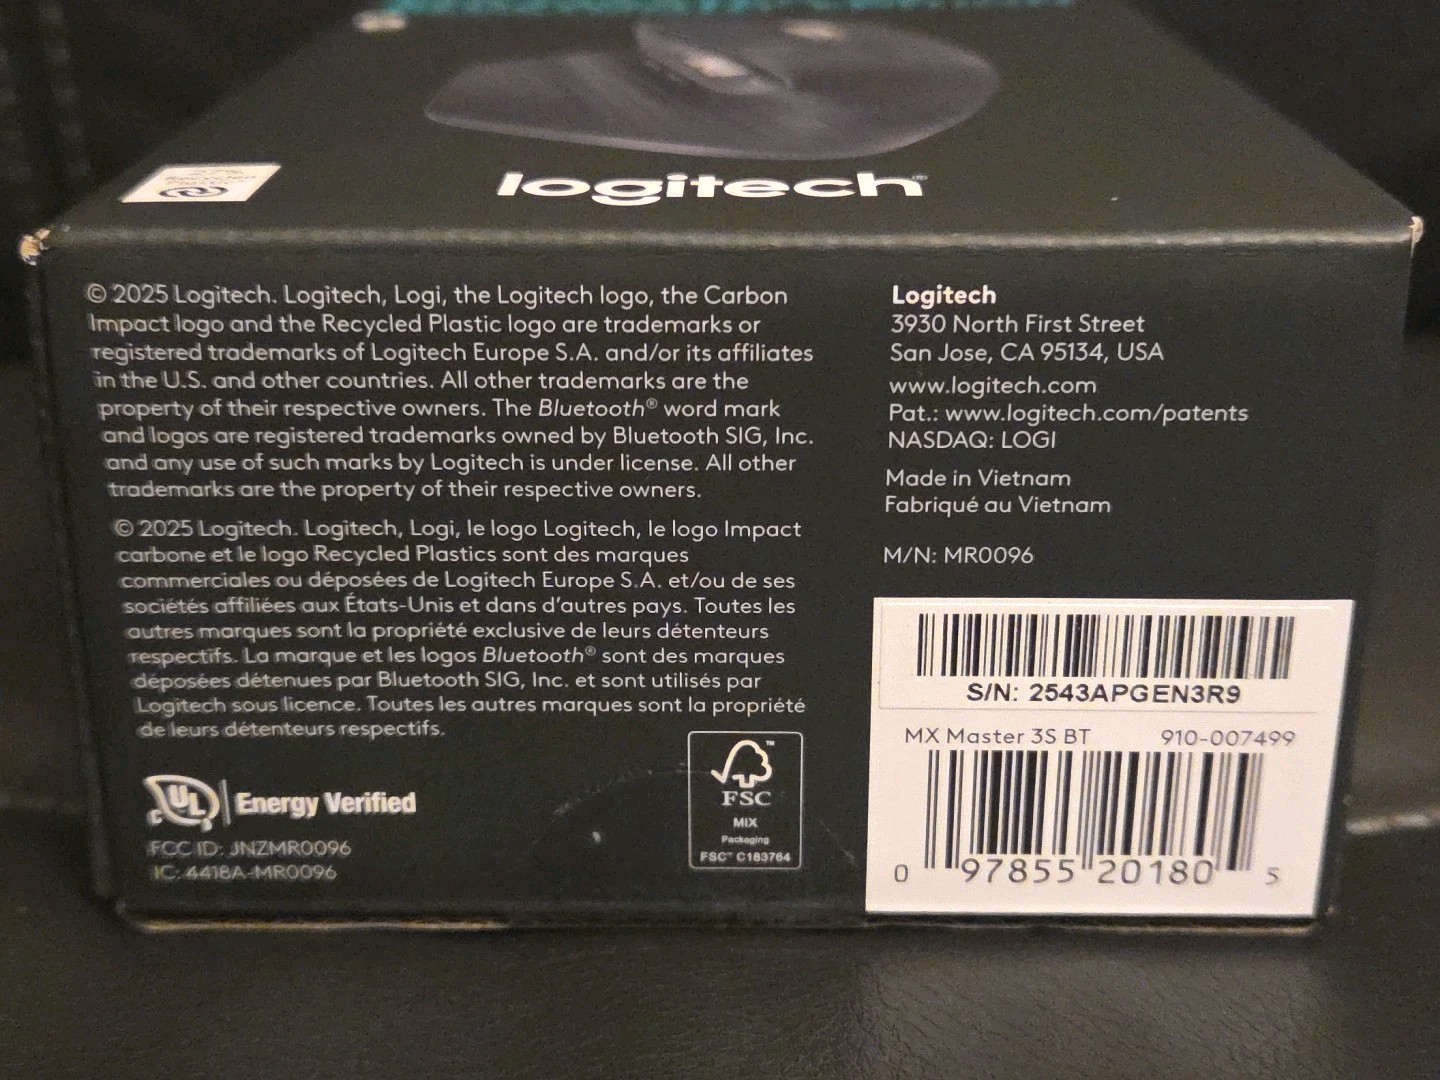 27%
logitech
© 2025 Logitech. Logitech, Logi, the Logitech logo, the Carbon
Impact logo and the Recycled Plastic logo are trademarks or
registered trademarks of Logitech Europe S.A. and/or its affiliates
in the U.S. and other countries. All other trademarks are the
property of their respective owners. The Bluetooth® word mark
and logos are registered trademarks owned by Bluetooth SIG, Inc.
and any use of such marks by Logitech is under license. All other
trademarks are the property of their respective owners.
© 2025 Logitech. Logitech, Logi, le logo Logitech, le logo Impact
carbone et le logo Recycled Plastics sont des marques
commerciales ou déposées de Logitech Europe S.A. et/ou de ses
sociétés affiliées aux États-Unis et dans d'autres pays. Toutes les
autres marques sont la propriété exclusive de leurs détenteurs
respectifs. La marque et les logos Bluetooth® sont des marques
déposées détenues par Bluetooth SIG, Inc. et sont utilisés par
Logitech sous licence. Toutes les autres marques sont la propriété
de leurs détenteurs respectifs.
UL Energy Verified
FCC ID: JNZMR0096
IC: 4418A-MR0096
FSC
MIX
Packaging
FSC™ C183764
Logitech
3930 North First Street
San Jose, CA 95134, USA
www.logitech.com
Pat.: www.logitech.com/patents
NASDAQ: LOGI
Made in Vietnam
Fabriqué au Vietnam
M/N: MR0096
S/N: 2543APGEN3R9
MX Master 3S BT 910-007499
0 97855 20180 5